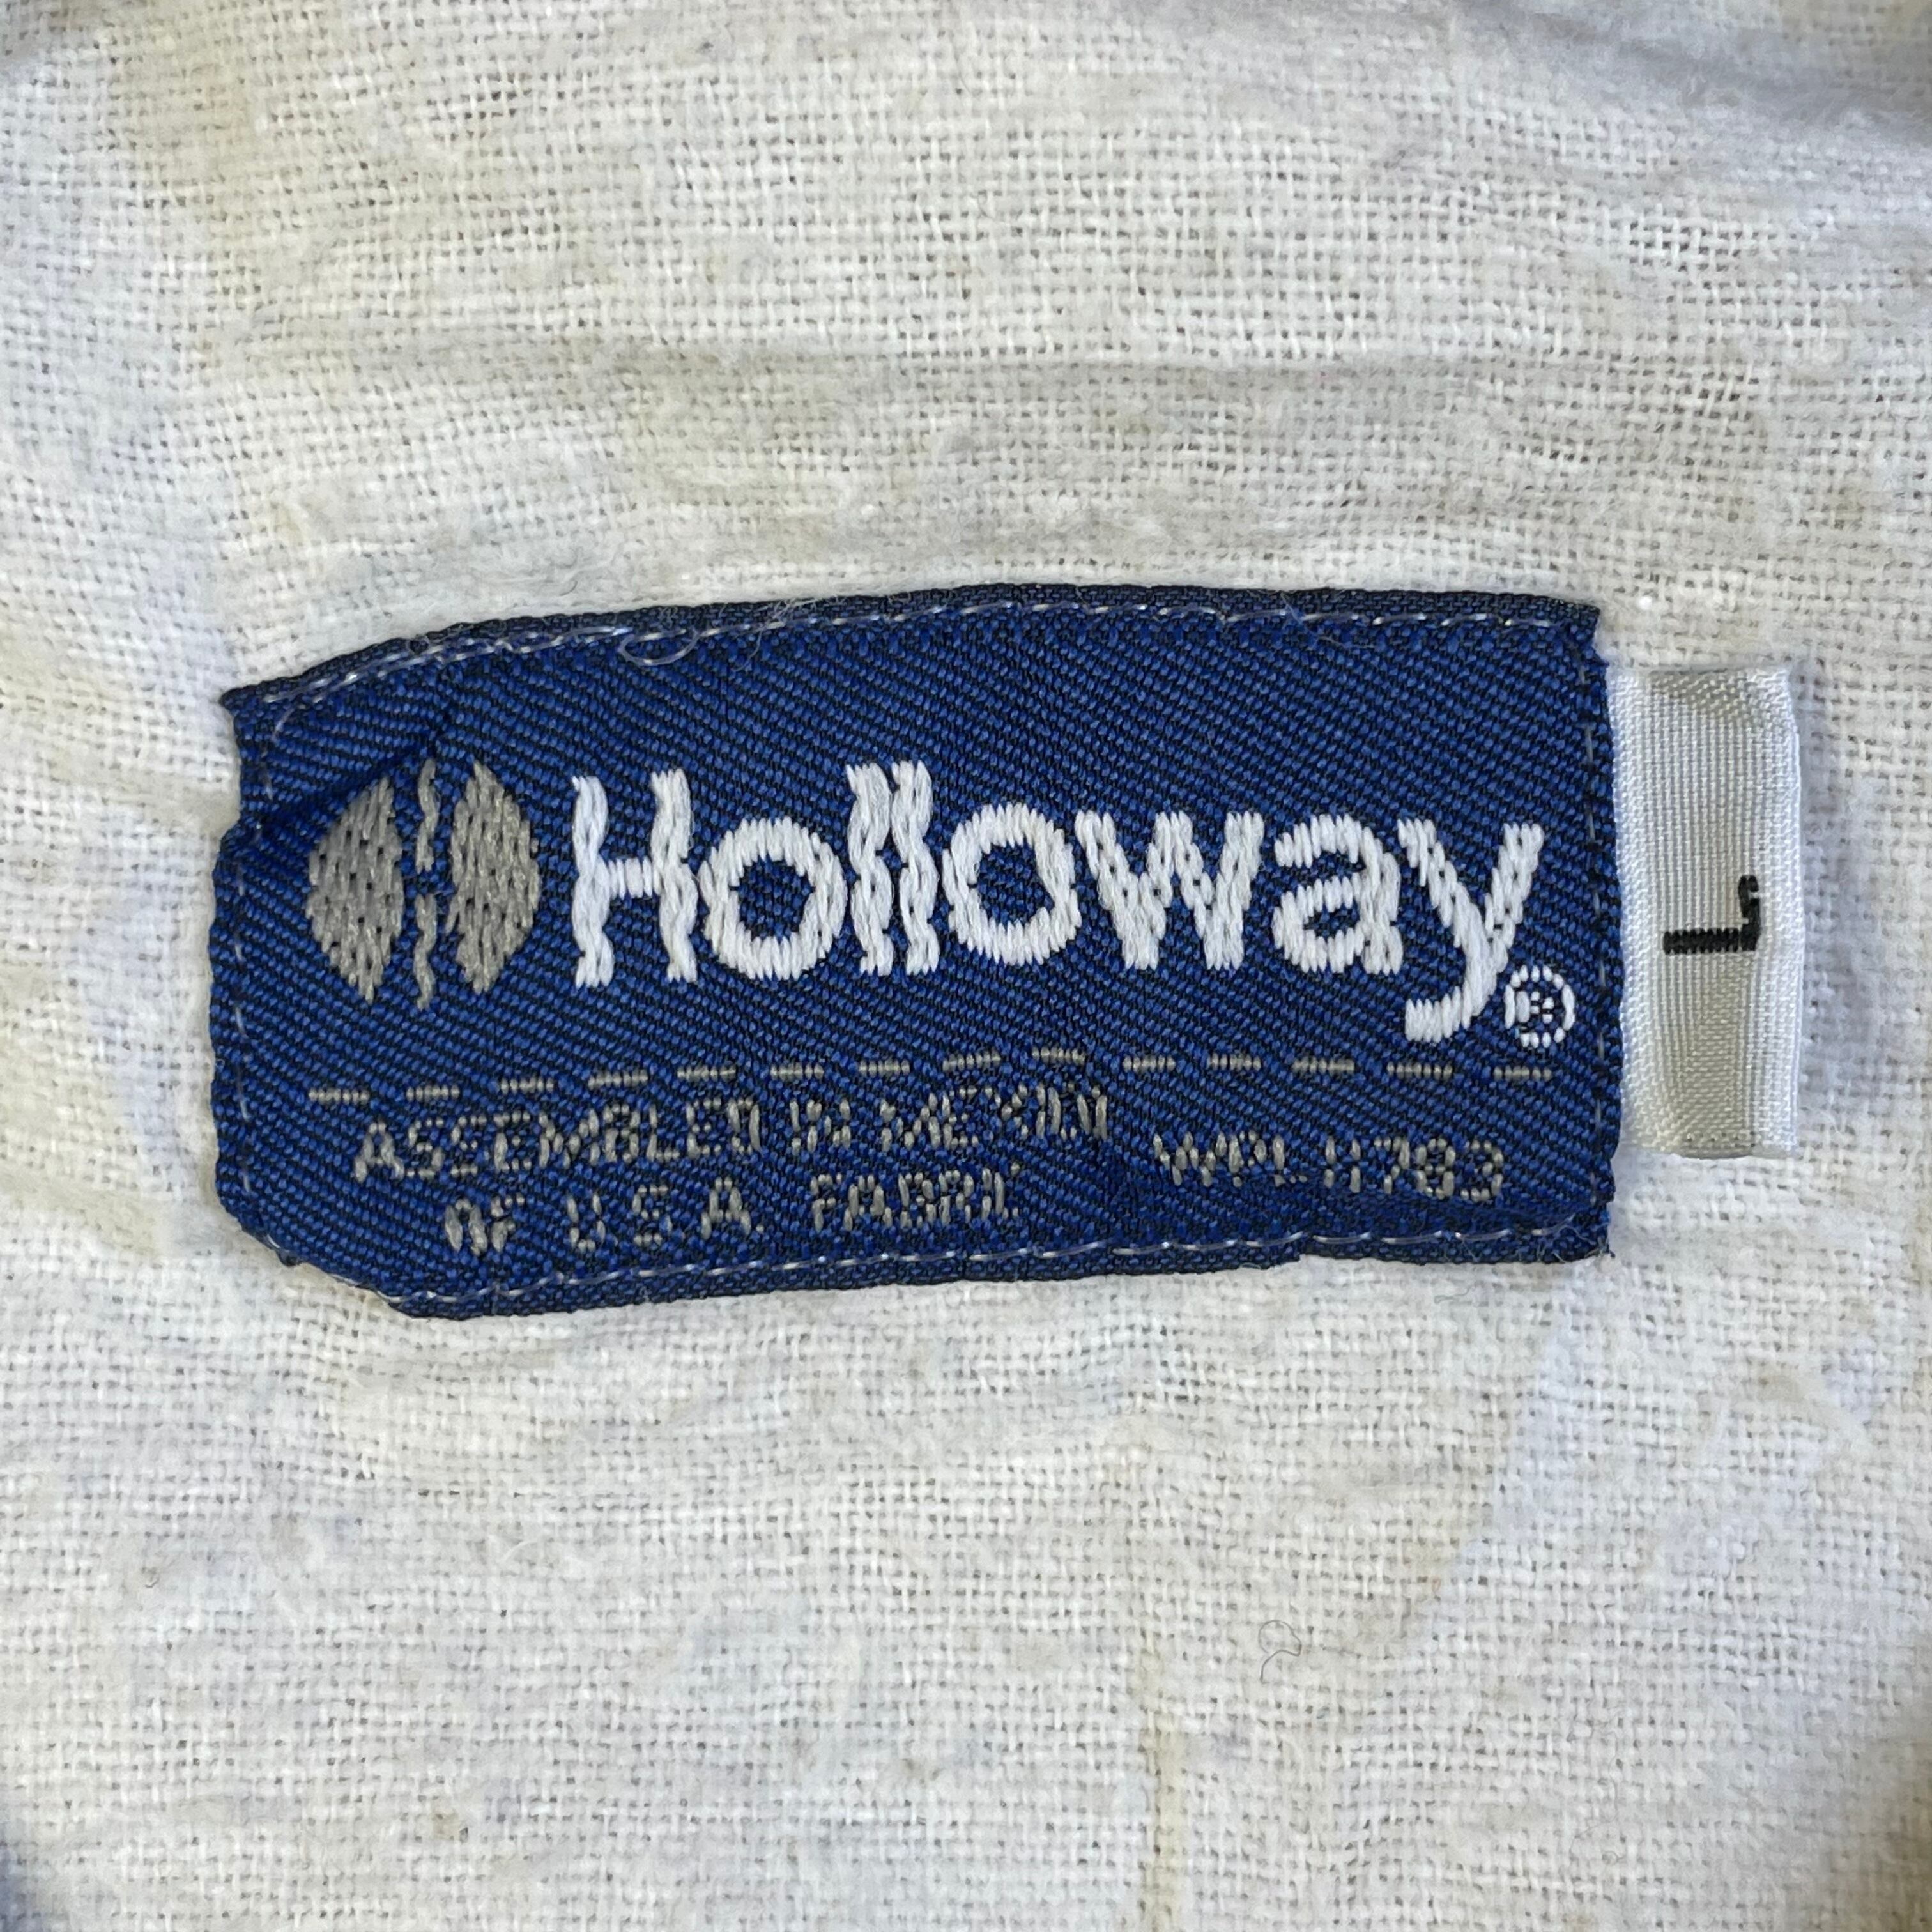 Holloway®
ASSEMBLED IN MEXICO
OF U.S.A. FABRIC
WPL 11783
L